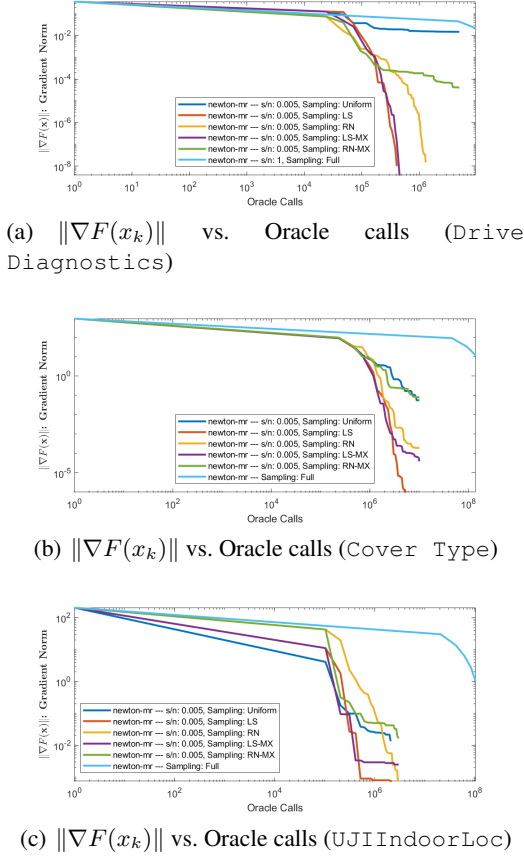 10^-2
10^-4
10^-6
10^-8
‖∇F(x)‖: Gradient Norm
newton-mr --- s/n: 0.005, Sampling: Uniform
newton-mr --- s/n: 0.005, Sampling: LS
newton-mr --- s/n: 0.005, Sampling: RN
newton-mr --- s/n: 0.005, Sampling: LS-MX
newton-mr --- s/n: 0.005, Sampling: RN-MX
newton-mr --- s/n: 1, Sampling: Full
10^0 10^1 10^2 10^3 10^4 10^5 10^6
Oracle Calls
(a) ‖∇F(x_k)‖ vs. Oracle calls (Drive
Diagnostics)
10^0
10^-5
‖∇F(x)‖: Gradient Norm
newton-mr --- s/n: 0.005, Sampling: Uniform
newton-mr --- s/n: 0.005, Sampling: LS
newton-mr --- s/n: 0.005, Sampling: RN
newton-mr --- s/n: 0.005, Sampling: LS-MX
newton-mr --- s/n: 0.005, Sampling: RN-MX
newton-mr --- Sampling: Full
10^0 10^2 10^4 10^6 10^8
Oracle Calls
(b) ‖∇F(x_k)‖ vs. Oracle calls (Cover Type)
10^2
10^0
10^-2
‖∇F(x)‖: Gradient Norm
newton-mr --- s/n: 0.005, Sampling: Uniform
newton-mr --- s/n: 0.005, Sampling: LS
newton-mr --- s/n: 0.005, Sampling: RN
newton-mr --- s/n: 0.005, Sampling: LS-MX
newton-mr --- s/n: 0.005, Sampling: RN-MX
newton-mr --- Sampling: Full
10^0 10^2 10^4 10^6 10^8
Oracle Calls
(c) ‖∇F(x_k)‖ vs. Oracle calls (UJIIndoorLoc)